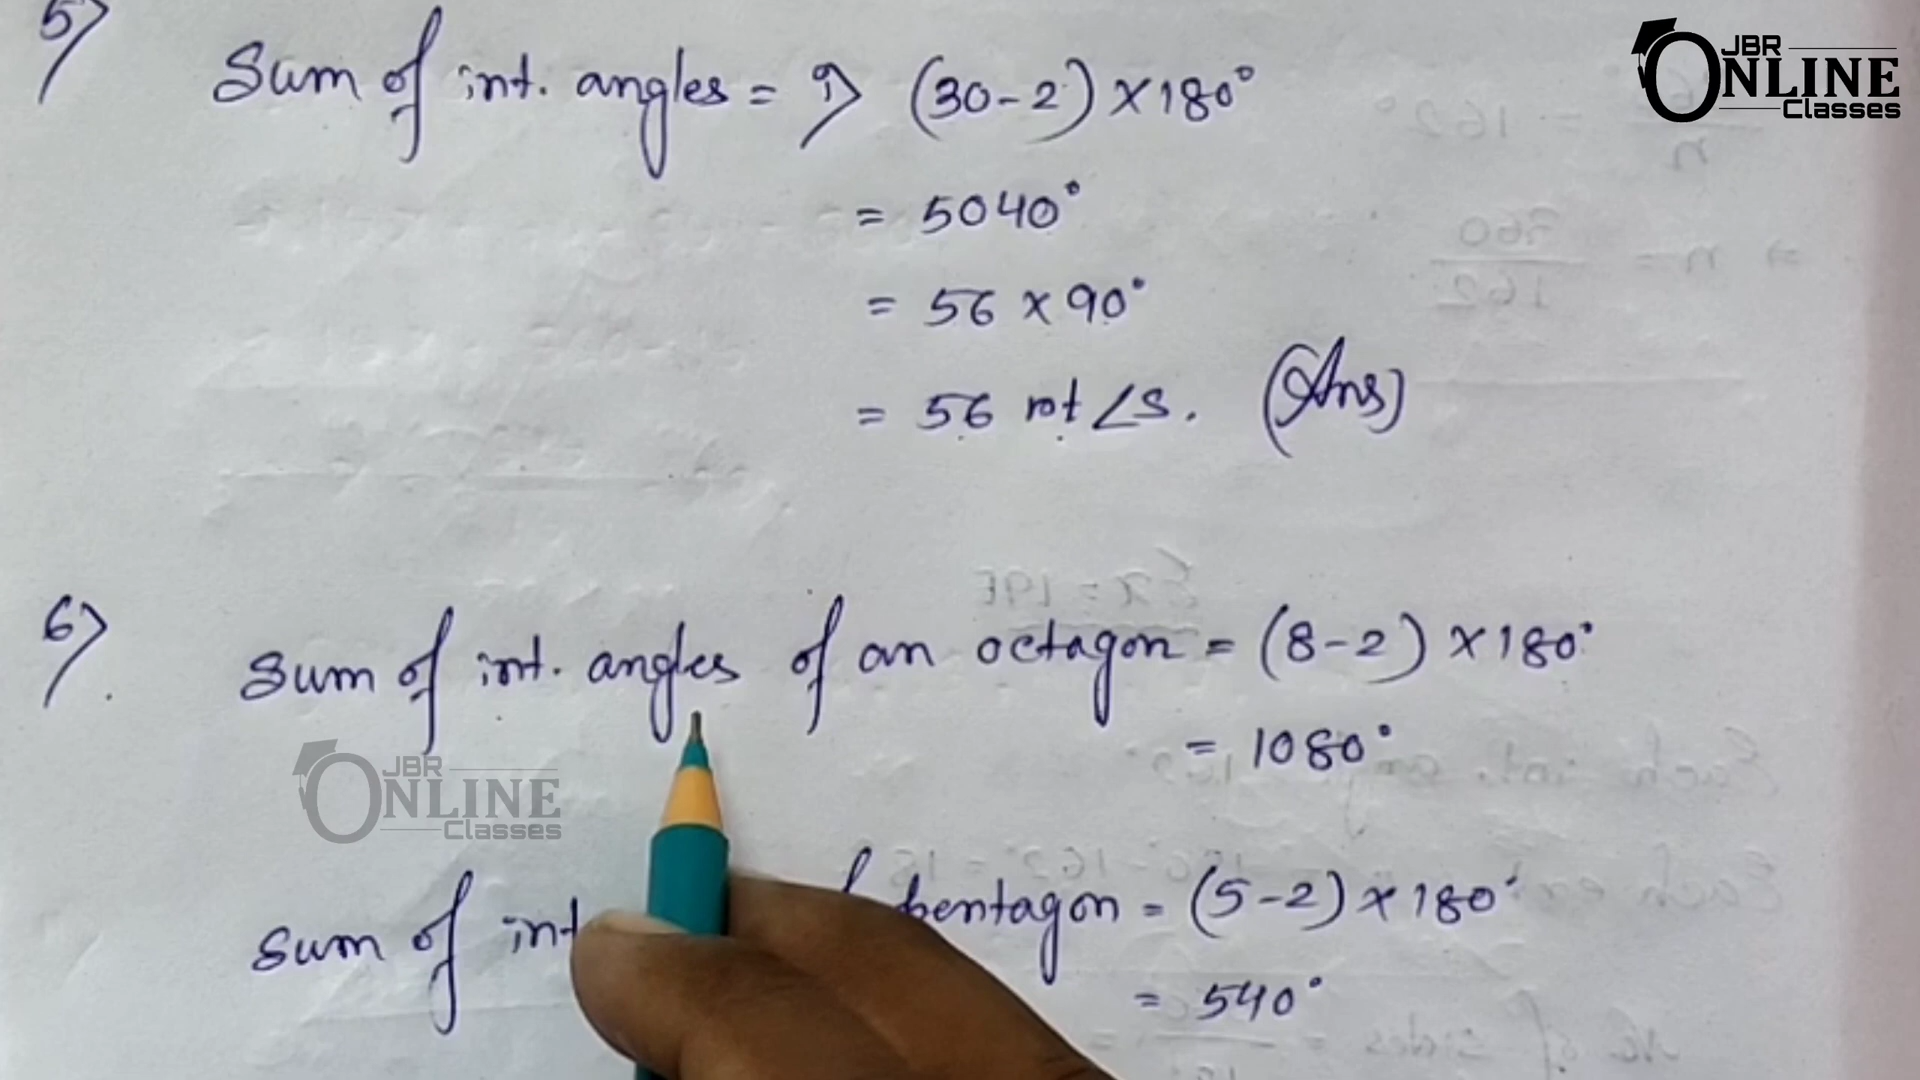 5)
Sum of int. angles = i) (30-2) × 180°
= 5040°
= 56 × 90°
= 56 rt ∠s. (Ans)
6).
Sum of int. angles of an octagon = (8-2) × 180°
= 1080°
Sum of int pentagon = (5-2) × 180°
= 540°
JBR
ONLINE
Classes
JBR
ONLINE
Classes